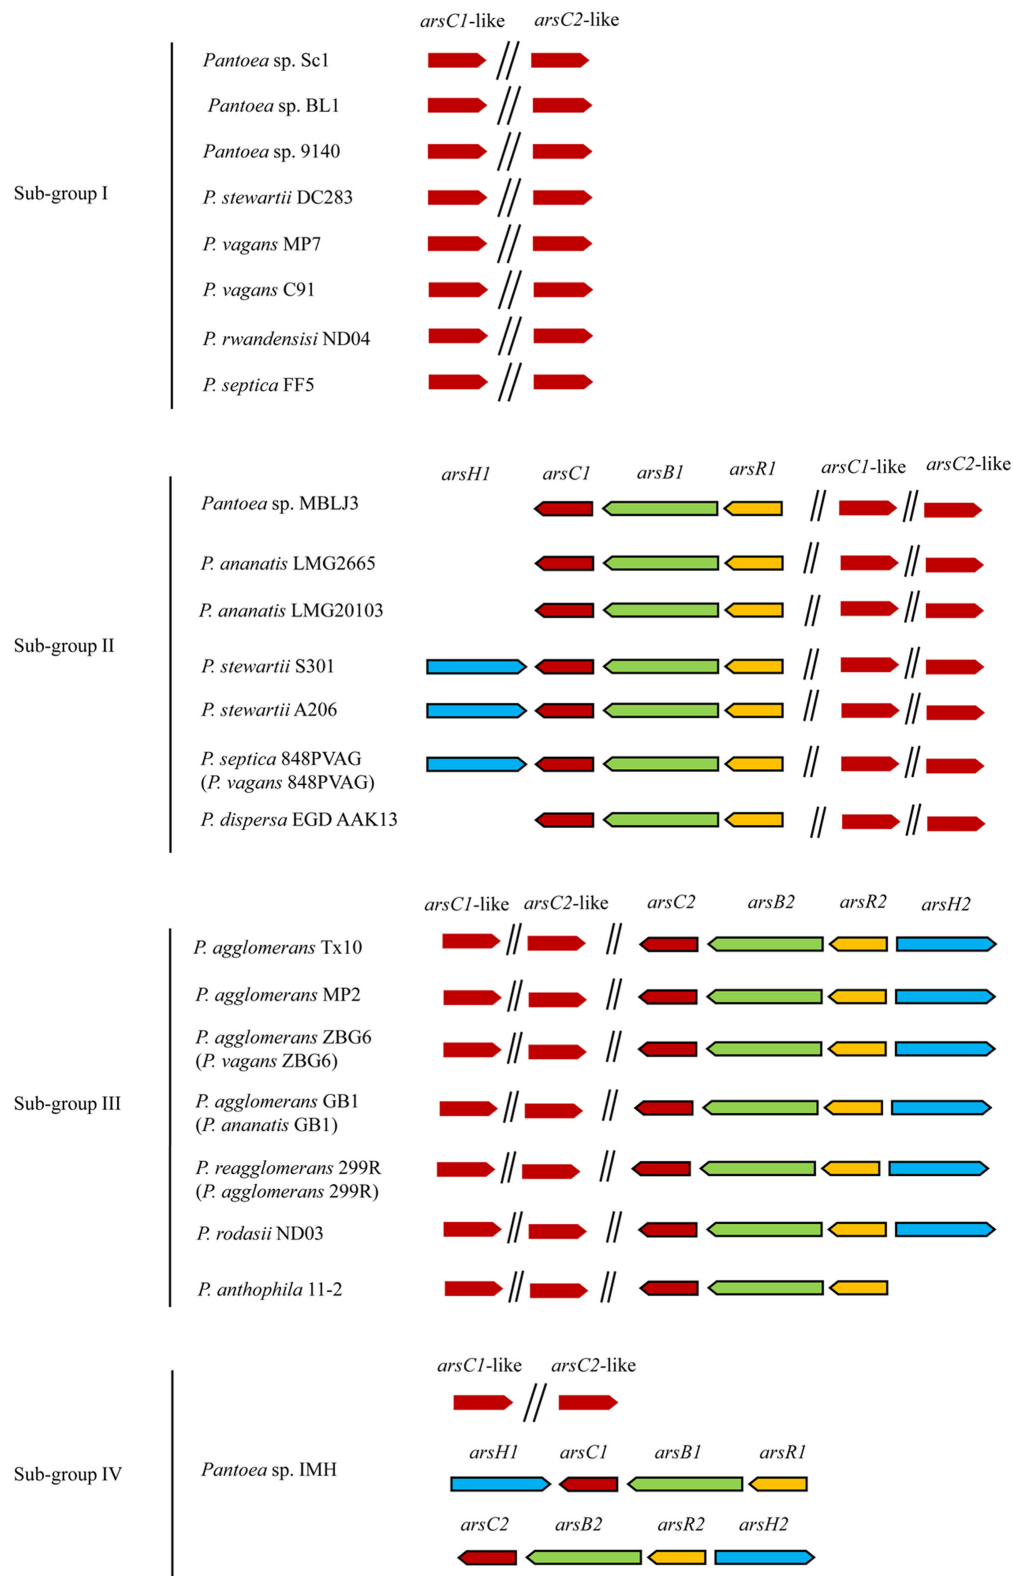 arsC1-like arsC2-like
Pantoea sp. Sc1
Pantoea sp. BL1
Pantoea sp. 9140
Sub-group I
P. stewartii DC283
P. vagans MP7
P. vagans C91
P. rwandensisi ND04
P. septica FF5
arsH1 arsC1 arsB1 arsR1 arsC1-like arsC2-like
Pantoea sp. MBLJ3
P. ananatis LMG2665
P. ananatis LMG20103
Sub-group II
P. stewartii S301
P. stewartii A206
P. septica 848PVAG
(P. vagans 848PVAG)
P. dispersa EGD AAK13
arsC1-like arsC2-like arsC2 arsB2 arsR2 arsH2
P. agglomerans Tx10
P. agglomerans MP2
P. agglomerans ZBG6
(P. vagans ZBG6)
Sub-group III
P. agglomerans GB1
(P. ananatis GB1)
P. reagglomerans 299R
(P. agglomerans 299R)
P. rodasii ND03
P. anthophila 11-2
arsC1-like arsC2-like
Sub-group IV
Pantoea sp. IMH
arsH1 arsC1 arsB1 arsR1
arsC2 arsB2 arsR2 arsH2